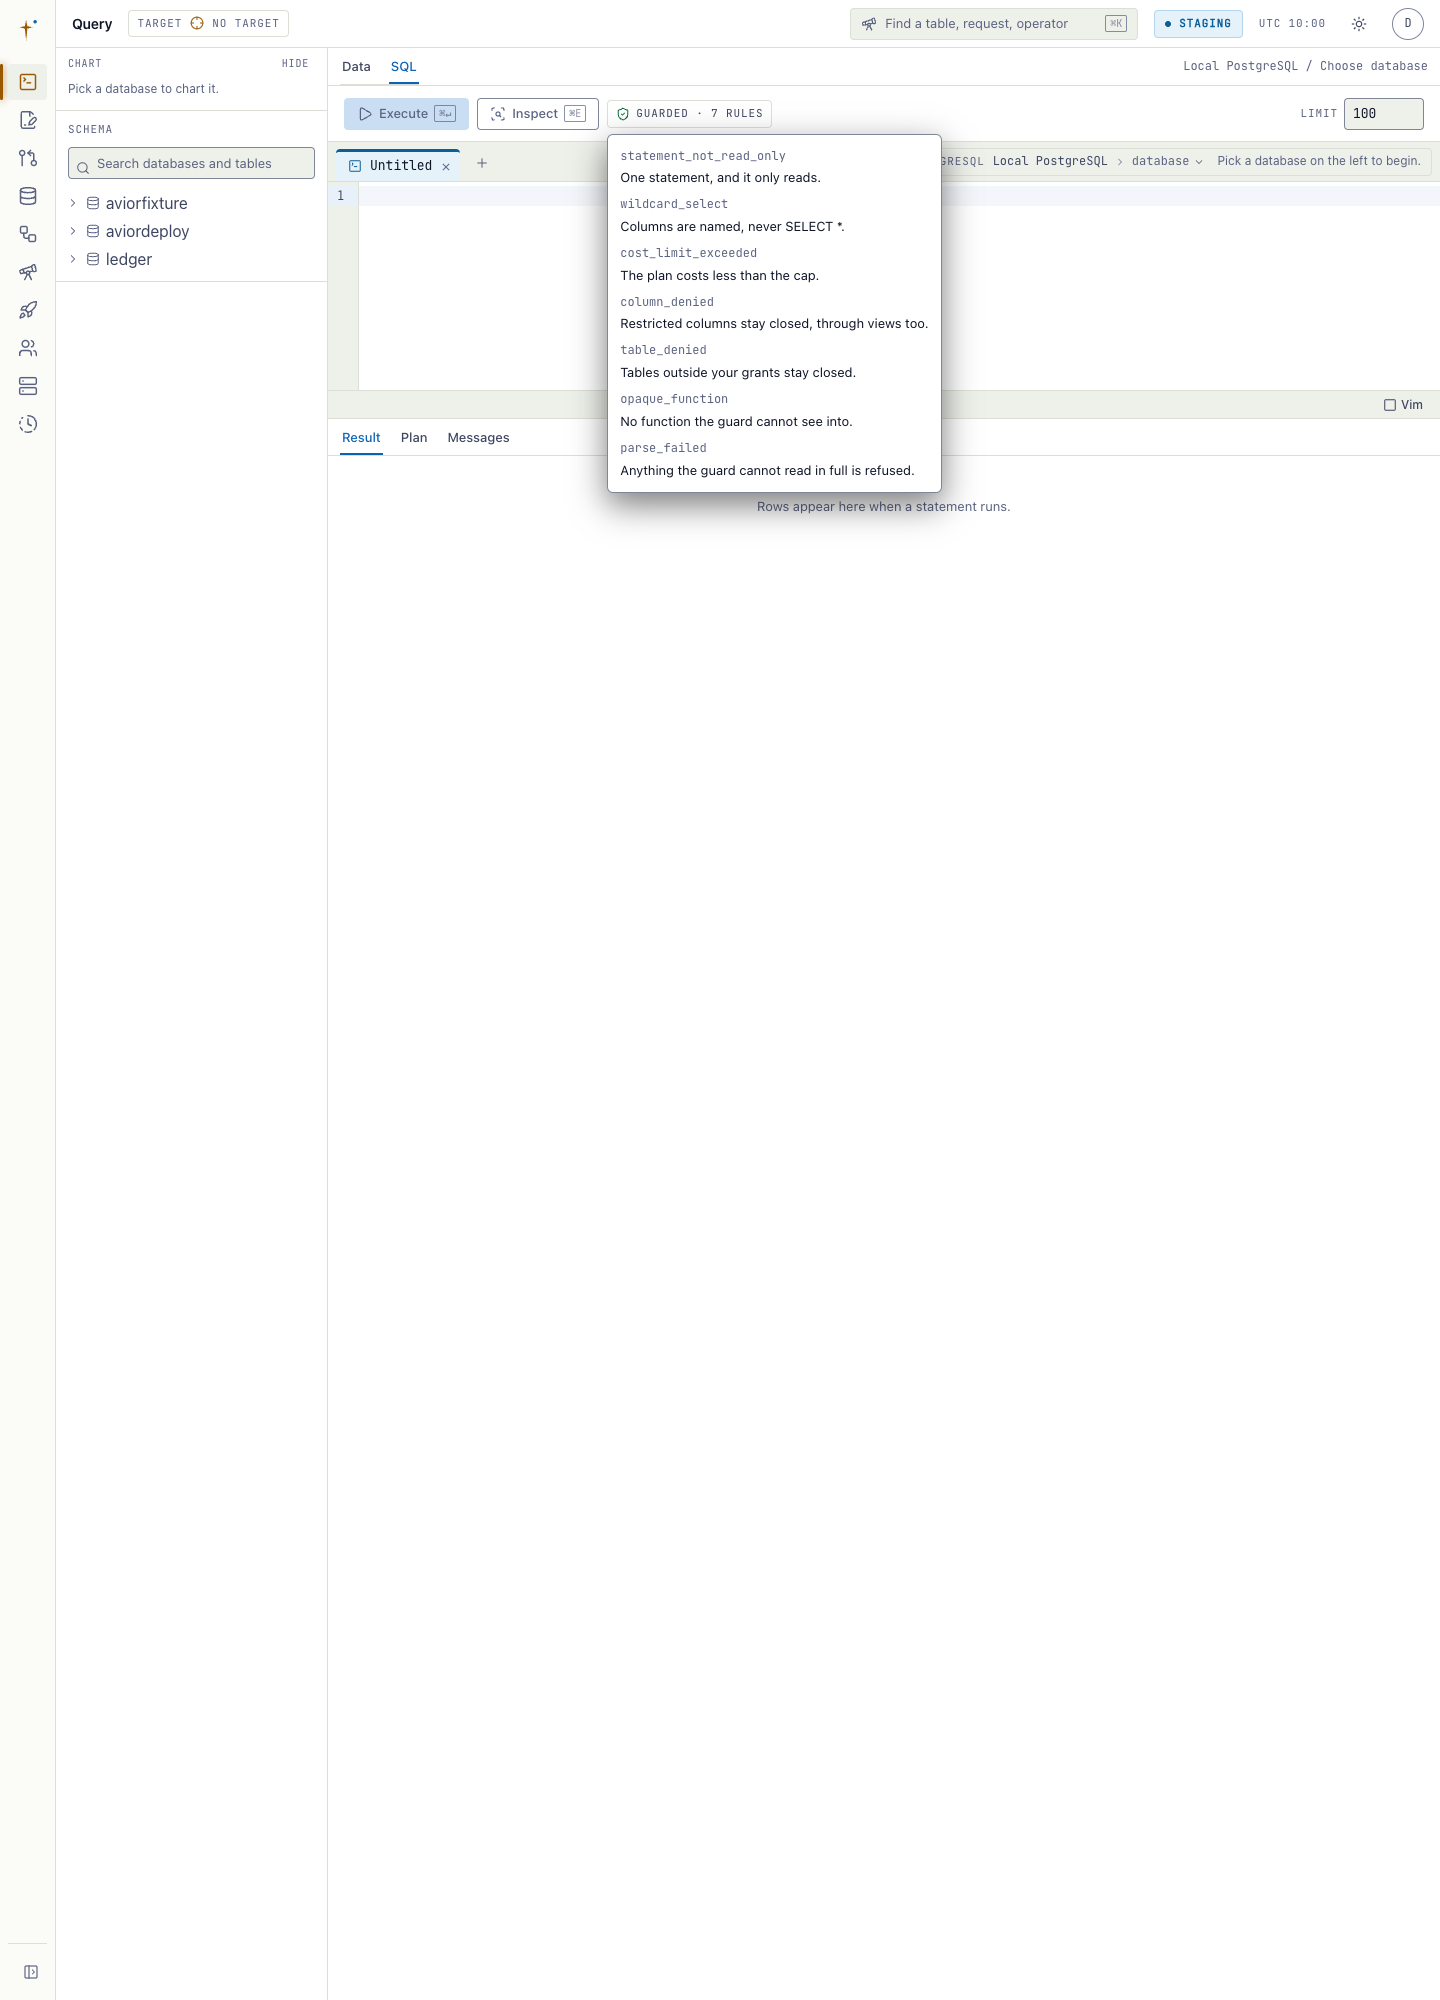 Query
TARGET NO TARGET
Find a table, request, operator ⌘K
STAGING
UTC 10:00
D
CHART HIDE
Pick a database to chart it.
SCHEMA
Search databases and tables
aviorfixture
aviordeploy
ledger
Data SQL
Local PostgreSQL / Choose database
Execute ⌘↵
Inspect ⌘E
GUARDED · 7 RULES
LIMIT 100
Untitled × +
GRESQL Local PostgreSQL › database Pick a database on the left to begin.
1
statement_not_read_only
One statement, and it only reads.
wildcard_select
Columns are named, never SELECT *.
cost_limit_exceeded
The plan costs less than the cap.
column_denied
Restricted columns stay closed, through views too.
table_denied
Tables outside your grants stay closed.
opaque_function
No function the guard cannot see into.
parse_failed
Anything the guard cannot read in full is refused.
Vim
Result Plan Messages
Rows appear here when a statement runs.